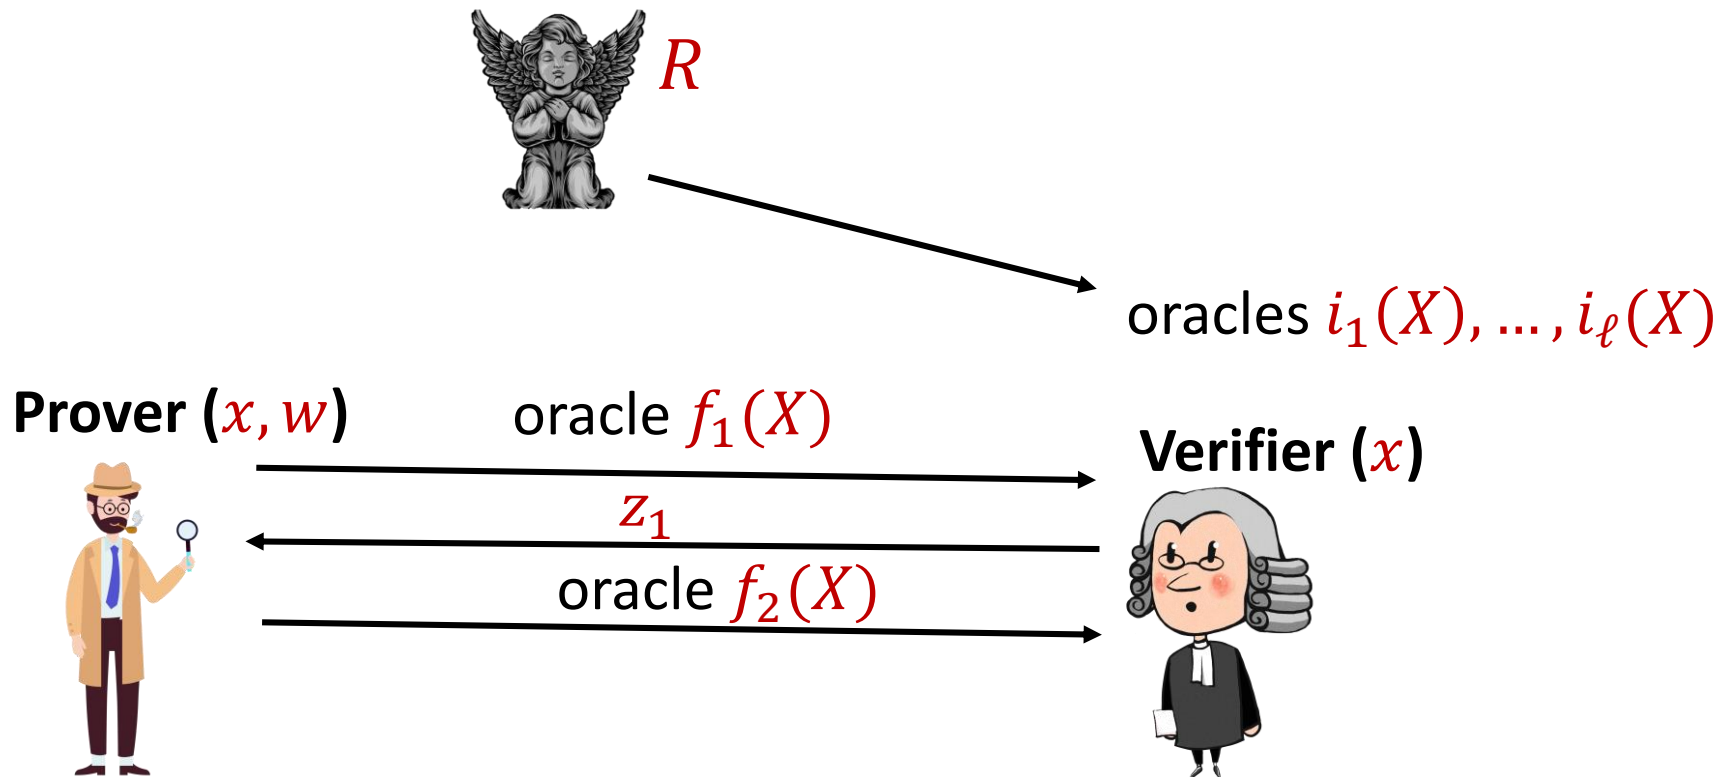 R
oracles i₁(X), ... , iℓ(X)
Prover (x, w)
oracle f₁(X)
Verifier (x)
z₁
oracle f₂(X)